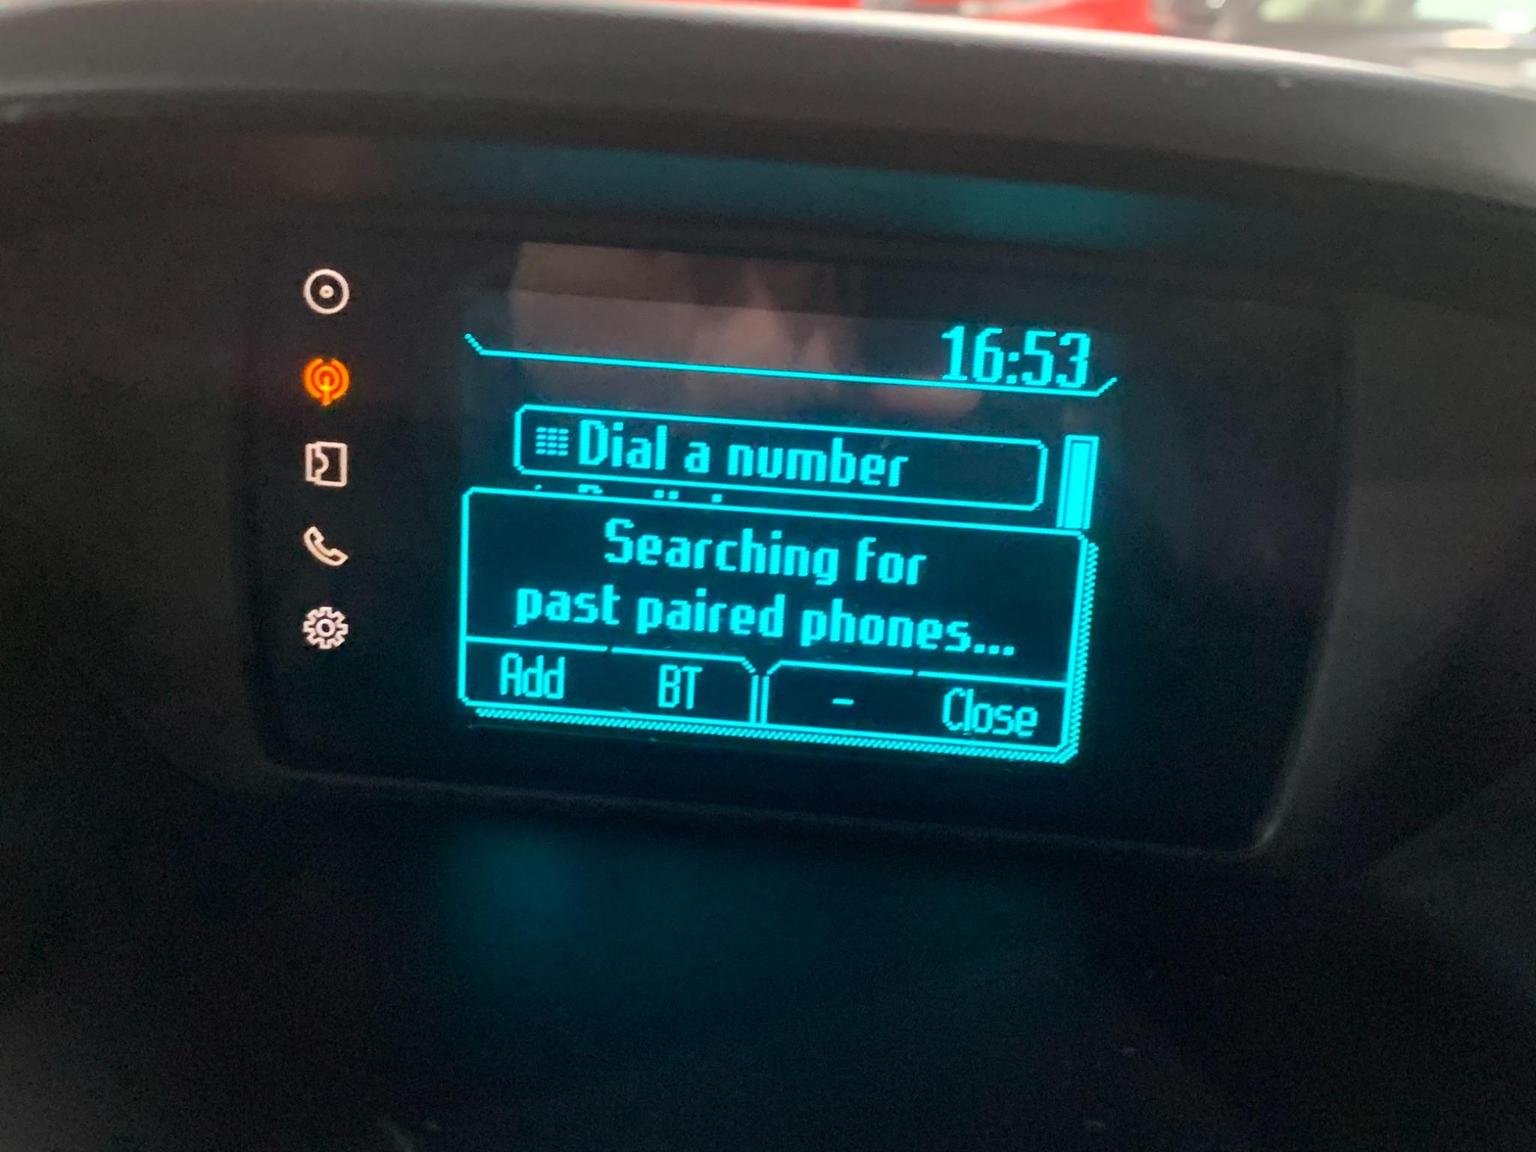 16:53
Dial a number
Searching for
past paired phones...
Add BT - Close